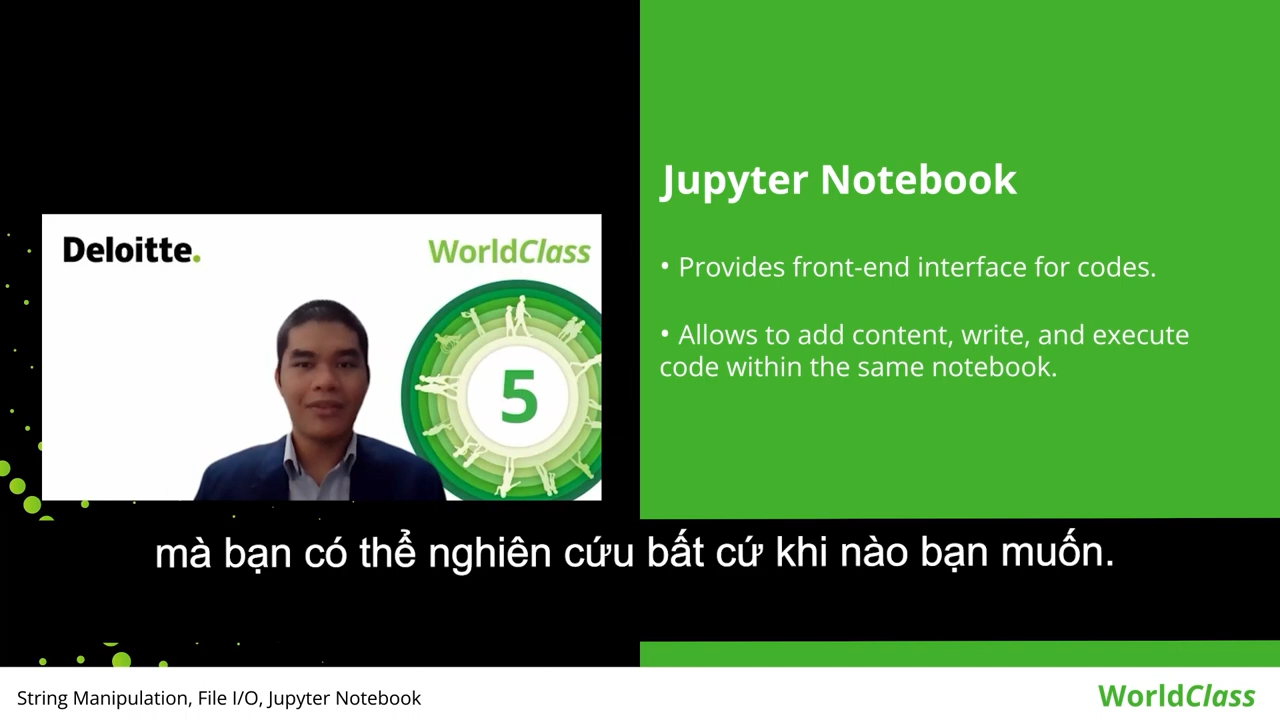 Deloitte.
WorldClass
5
Jupyter Notebook
• Provides front-end interface for codes.
• Allows to add content, write, and execute
code within the same notebook.
mà bạn có thể nghiên cứu bất cứ khi nào bạn muốn.
String Manipulation, File I/O, Jupyter Notebook
WorldClass